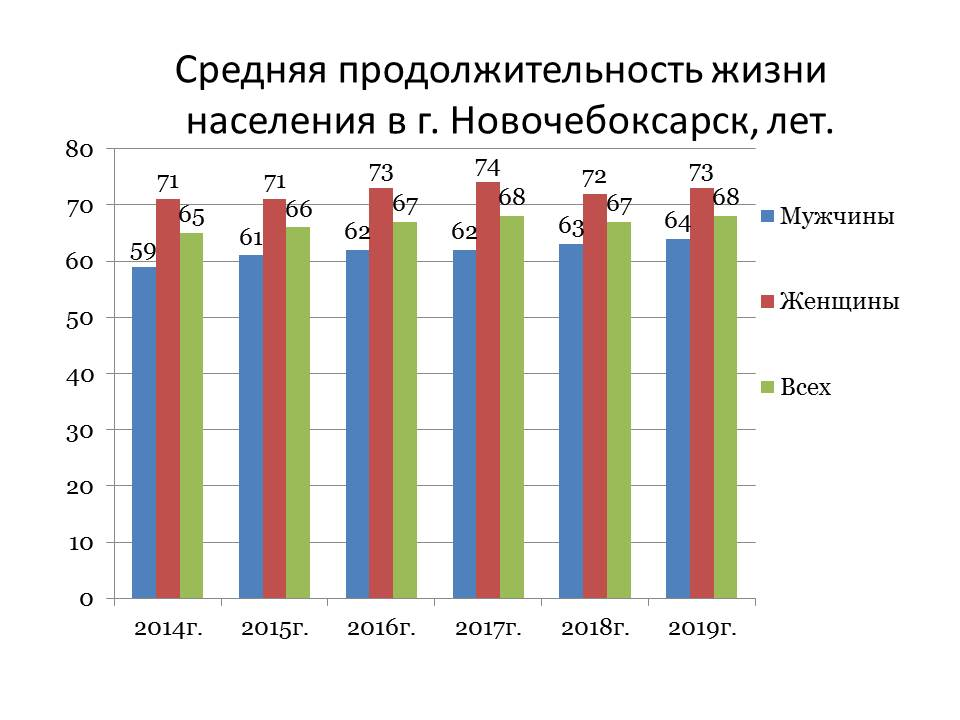 Средняя продолжительность жизни
населения в г. Новочебоксарск, лет.
80
70
60
50
40
30
20
10
0
59 71 65
61 71 66
62 73 67
62 74 68
63 72 67
64 73 68
2014г. 2015г. 2016г. 2017г. 2018г. 2019г.
Мужчины
Женщины
Всех